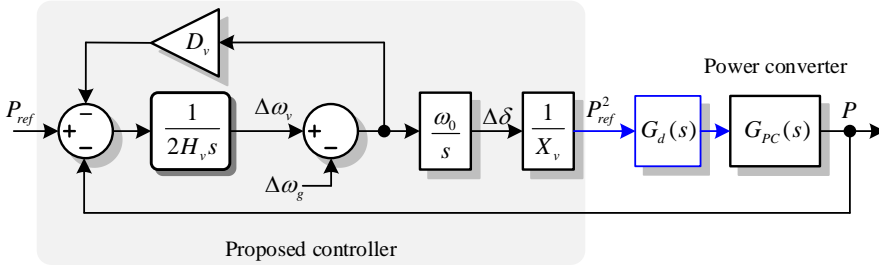 D_v
Power converter
P_ref
+
−
−
1
2H_v s
Δω_v
+
−
ω_0
s
Δδ
1
X_v
P_ref^2
G_d(s)
G_PC(s)
P
Δω_g
Proposed controller